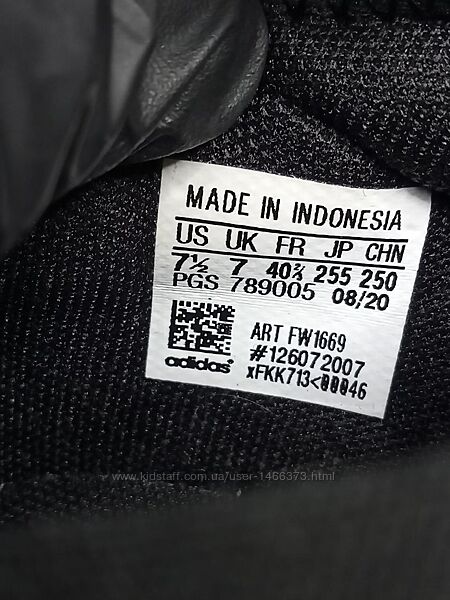 MADE IN INDONESIA
US UK FR JP CHN
7½ 7 40⅔ 255 250
PGS 789005 08/20
ART FW1669
#126072007
adidas xFKK713<00046
www.kidstaff.com.ua/user-1466373.html